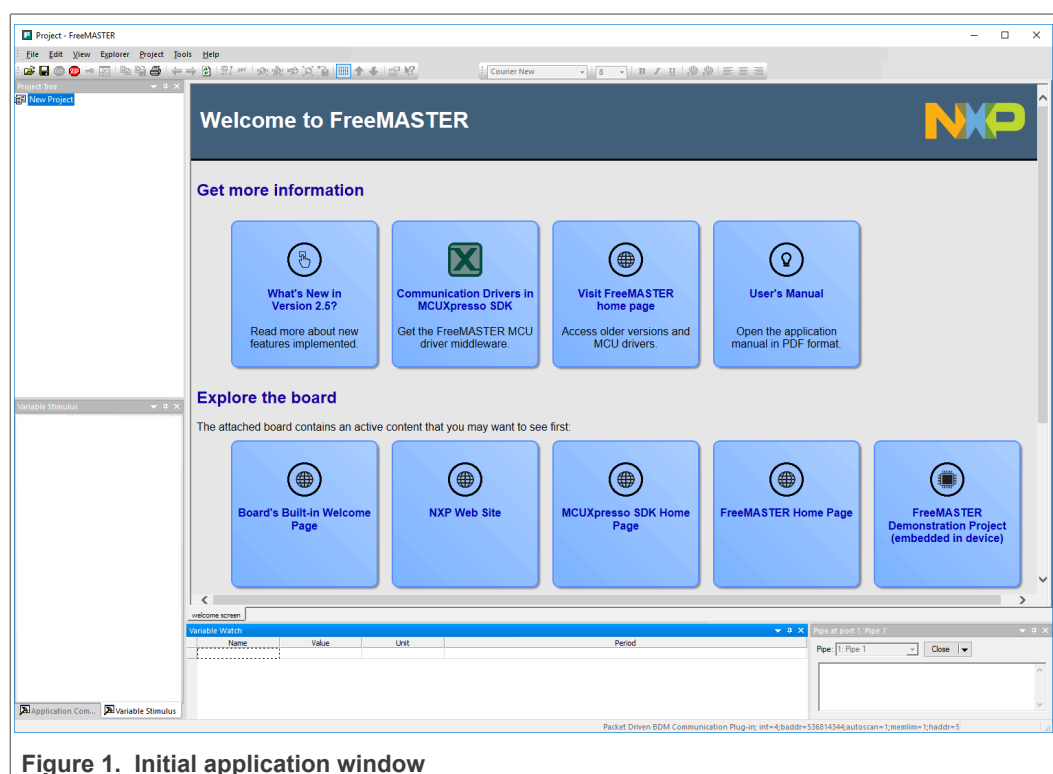 Project - FreeMASTER
File Edit View Explorer Project Tools Help
Courier New 8 B I U
Project Tree
New Project
Welcome to FreeMASTER
NXP
Get more information
What's New in
Version 2.5?
Read more about new
features implemented.
Communication Drivers in
MCUXpresso SDK
Get the FreeMASTER MCU
driver middleware.
Visit FreeMASTER
home page
Access older versions and
MCU drivers.
User's Manual
Open the application
manual in PDF format.
Explore the board
The attached board contains an active content that you may want to see first:
Board's Built-in Welcome
Page
NXP Web Site
MCUXpresso SDK Home
Page
FreeMASTER Home Page
FreeMASTER
Demonstration Project
(embedded in device)
welcome screen
Variable Stimulus
Application Com... Variable Stimulus
Variable Watch
Name Value Unit Period
Pipe at port 1 'Pipe 1'
Pipe: 1: Pipe 1 Close
Packet Driven BDM Communication Plug-in; int=4;baddr=536814344;autoscan=1;memlim=1;haddr=5
Figure 1. Initial application window